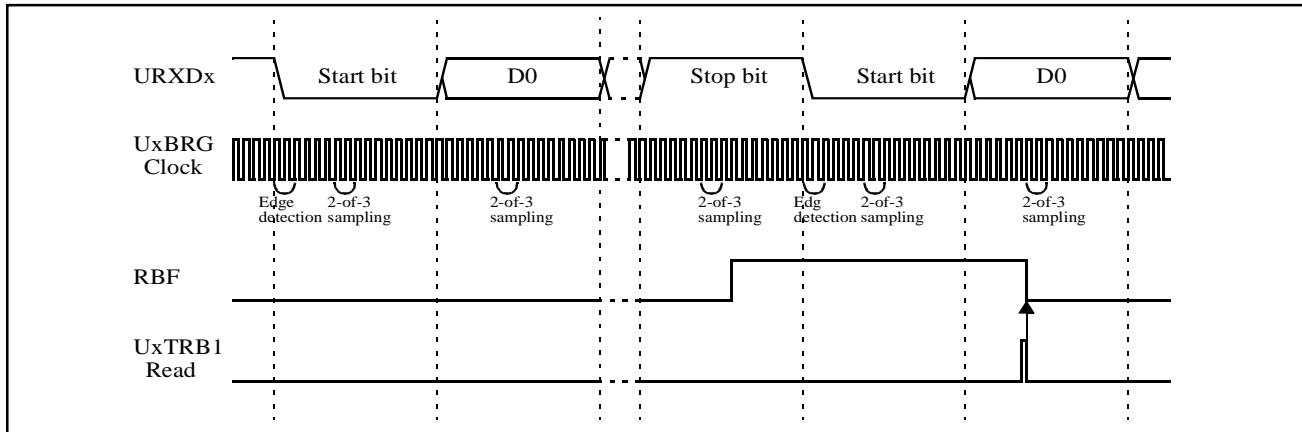 URXDx
Start bit
D0
Stop bit
Start bit
D0
UxBRG
Clock
Edge
detection
2-of-3
sampling
2-of-3
sampling
2-of-3
sampling
Edg
detection
2-of-3
sampling
2-of-3
sampling
RBF
UxTRB1
Read